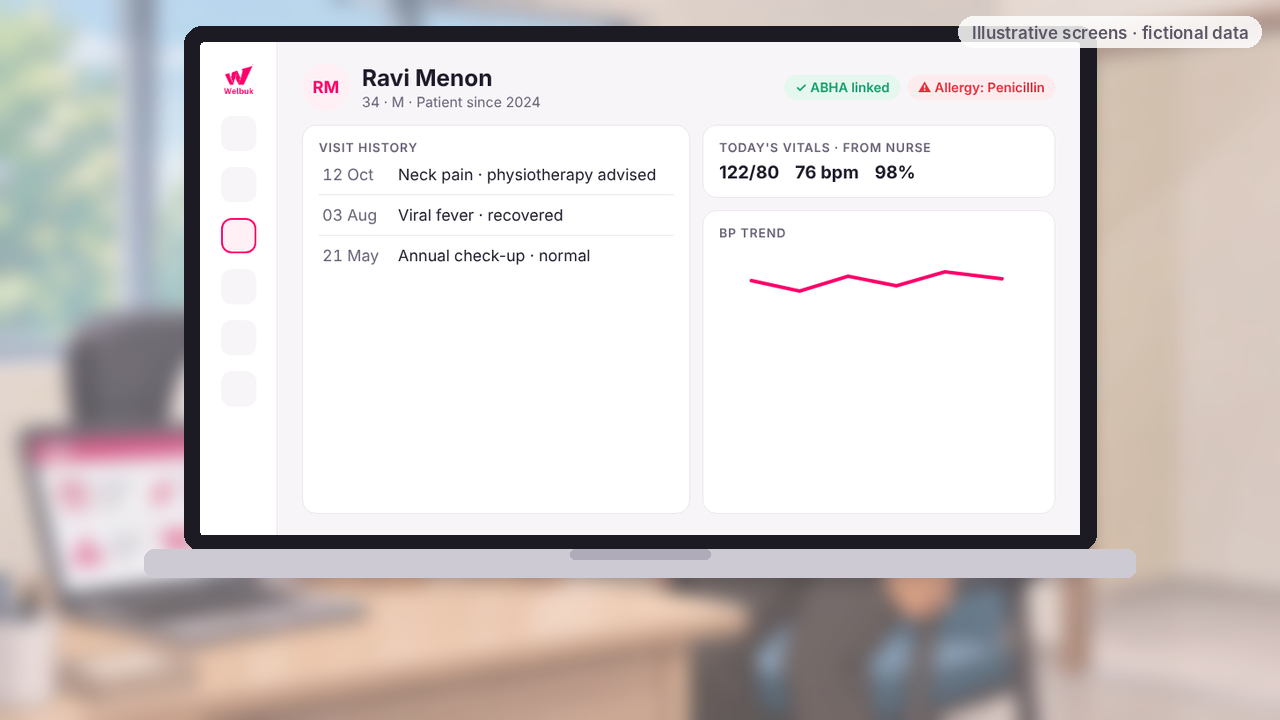 Illustrative screens · fictional data
Welbuk
RM
Ravi Menon
34 · M · Patient since 2024
✓ ABHA linked
⚠ Allergy: Penicillin
VISIT HISTORY
12 Oct Neck pain · physiotherapy advised
03 Aug Viral fever · recovered
21 May Annual check-up · normal
TODAY'S VITALS · FROM NURSE
122/80 76 bpm 98%
BP TREND